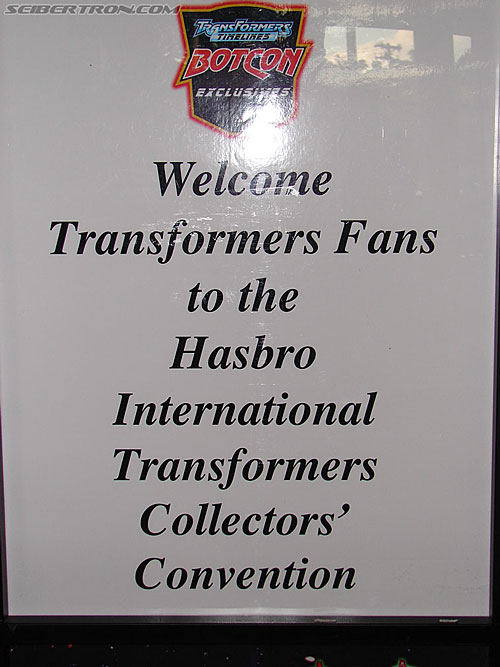 SEIBERTRON.COM
TRANSFORMERS
TIMELINES
BOTCON
EXCLUSIVES
Welcome
Transformers Fans
to the
Hasbro
International
Transformers
Collectors’
Convention